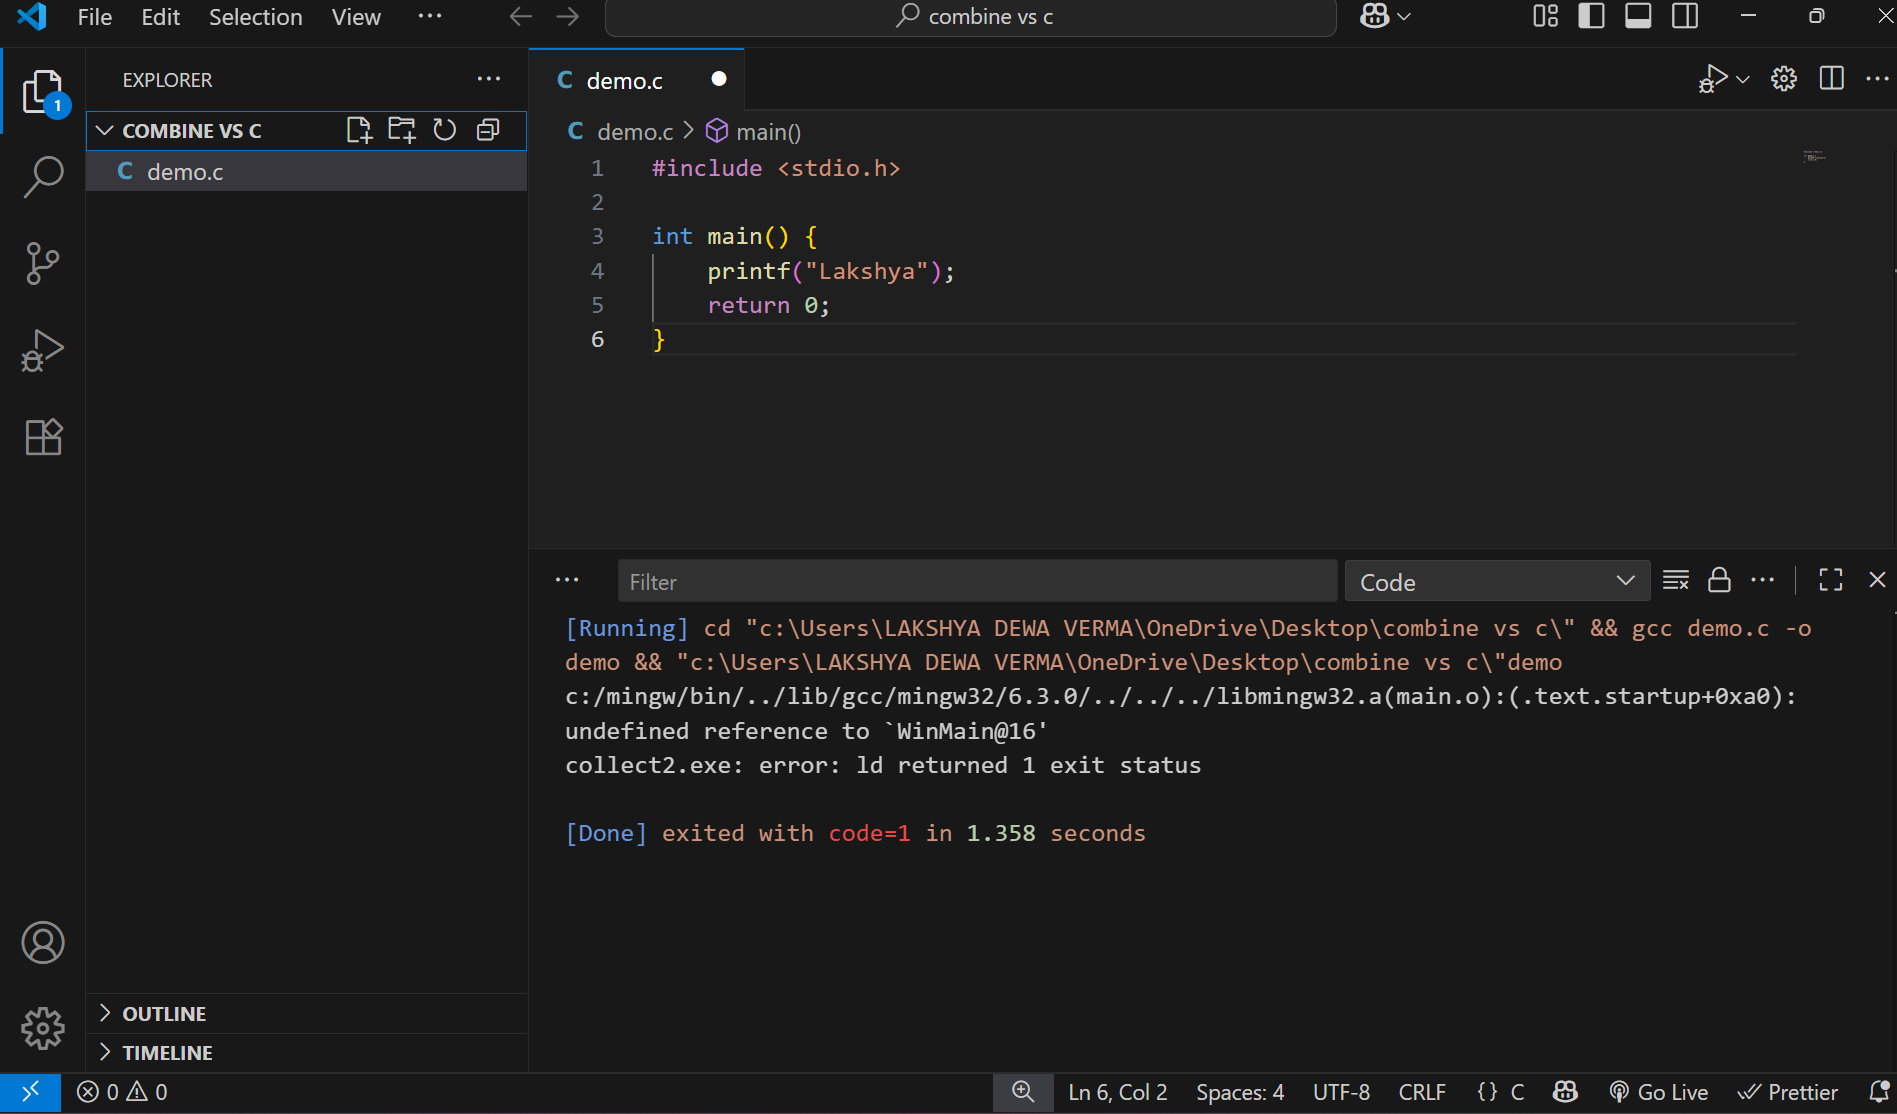 File Edit Selection View ···
combine vs c
EXPLORER
COMBINE VS C
C demo.c
1
C demo.c
C demo.c > main()
1 #include <stdio.h>
2
3 int main() {
4 printf("Lakshya");
5 return 0;
6 }
Filter
Code
[Running] cd "c:\Users\LAKSHYA DEWA VERMA\OneDrive\Desktop\combine vs c\" && gcc demo.c -o
demo && "c:\Users\LAKSHYA DEWA VERMA\OneDrive\Desktop\combine vs c\"demo
c:/mingw/bin/../lib/gcc/mingw32/6.3.0/../../../libmingw32.a(main.o):(.text.startup+0xa0):
undefined reference to `WinMain@16'
collect2.exe: error: ld returned 1 exit status
[Done] exited with code=1 in 1.358 seconds
OUTLINE
TIMELINE
0 0
Ln 6, Col 2 Spaces: 4 UTF-8 CRLF {} C Go Live Prettier